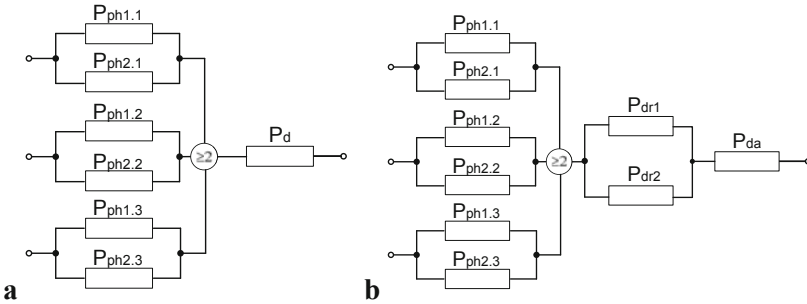 Pph1.1
Pph2.1
Pph1.2
Pph2.2
Pph1.3
Pph2.3
≥2
Pd
a
Pph1.1
Pph2.1
Pph1.2
Pph2.2
Pph1.3
Pph2.3
≥2
Pdr1
Pdr2
Pda
b